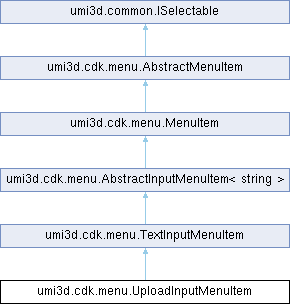 umi3d.common.ISelectable
umi3d.cdk.menu.AbstractMenuItem
umi3d.cdk.menu.MenuItem
umi3d.cdk.menu.AbstractInputMenuItem< string >
umi3d.cdk.menu.TextInputMenuItem
umi3d.cdk.menu.UploadInputMenuItem